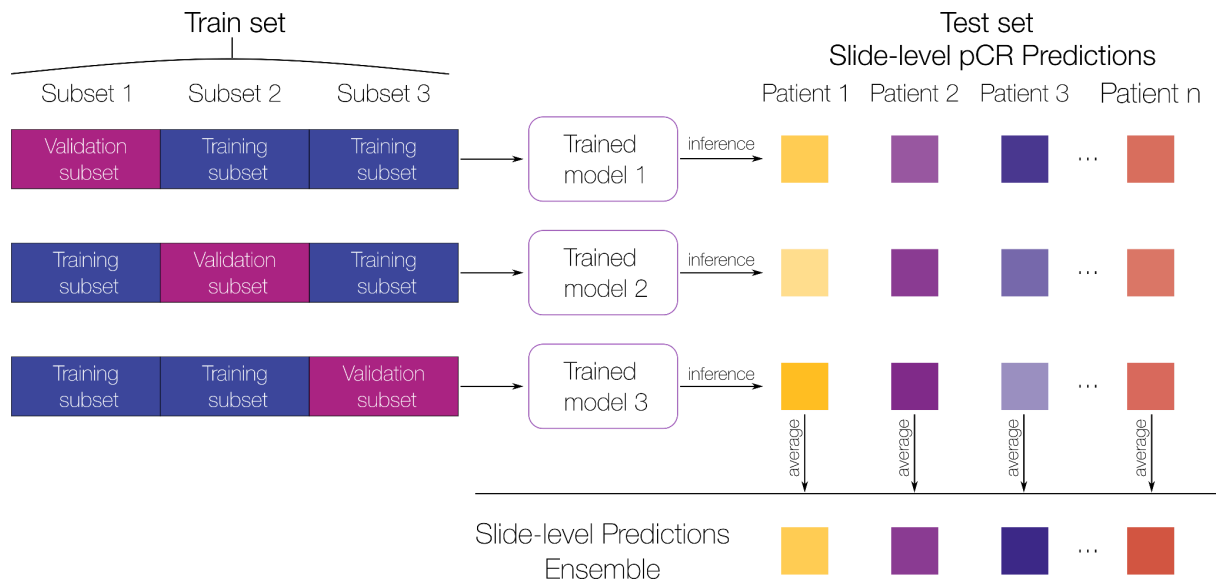 Train set
Test set
Slide-level pCR Predictions
Subset 1 Subset 2 Subset 3
Patient 1 Patient 2 Patient 3 Patient n
Validation subset
Training subset
Training subset
Trained model 1
inference
...
Training subset
Validation subset
Training subset
Trained model 2
inference
...
Training subset
Training subset
Validation subset
Trained model 3
inference
...
average
average
average
average
Slide-level Predictions
Ensemble
...